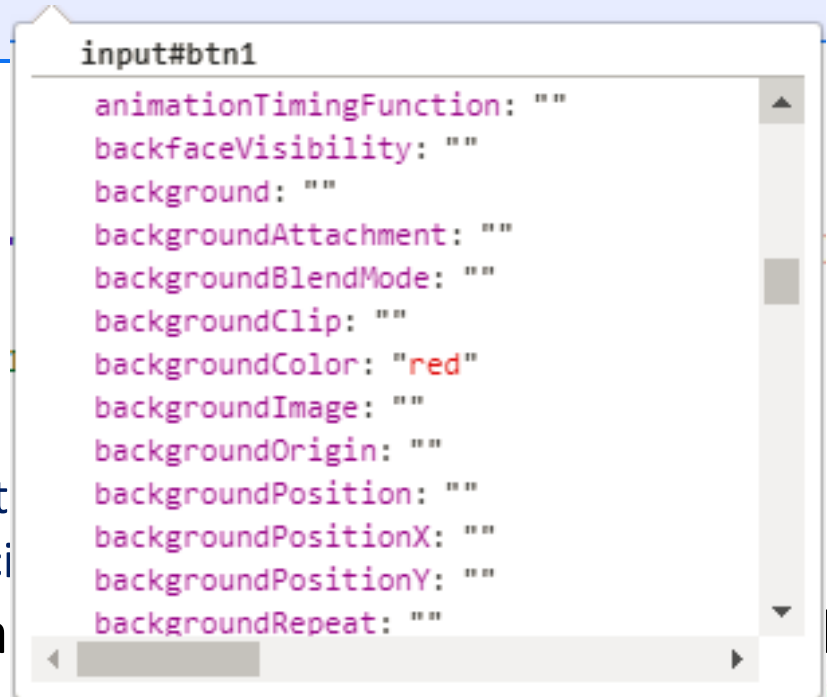 input#btn1
animationTimingFunction: ""
backfaceVisibility: ""
background: ""
backgroundAttachment: ""
backgroundBlendMode: ""
backgroundClip: ""
backgroundColor: "red"
backgroundImage: ""
backgroundOrigin: ""
backgroundPosition: ""
backgroundPositionX: ""
backgroundPositionY: ""
backgroundRepeat: ""